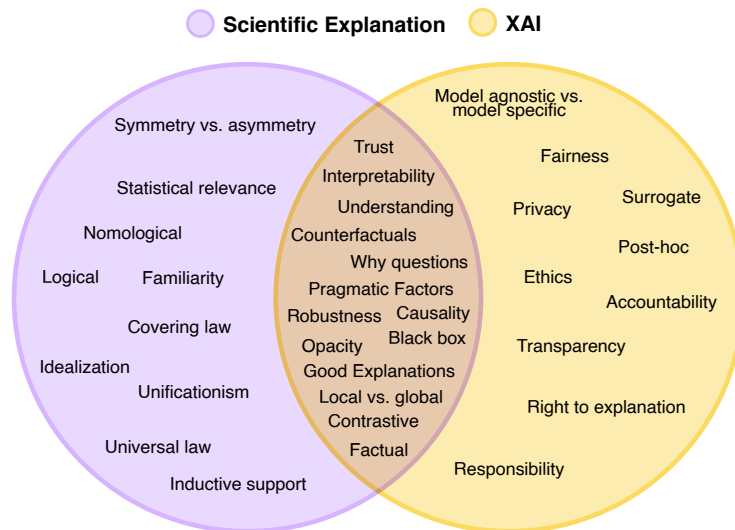 Scientific Explanation
XAI
Symmetry vs. asymmetry
Statistical relevance
Nomological
Logical
Familiarity
Covering law
Idealization
Unificationism
Universal law
Inductive support
Trust
Interpretability
Understanding
Counterfactuals
Why questions
Pragmatic Factors
Robustness
Causality
Black box
Opacity
Good Explanations
Local vs. global
Contrastive
Factual
Model agnostic vs.
model specific
Fairness
Surrogate
Privacy
Post-hoc
Ethics
Accountability
Transparency
Right to explanation
Responsibility